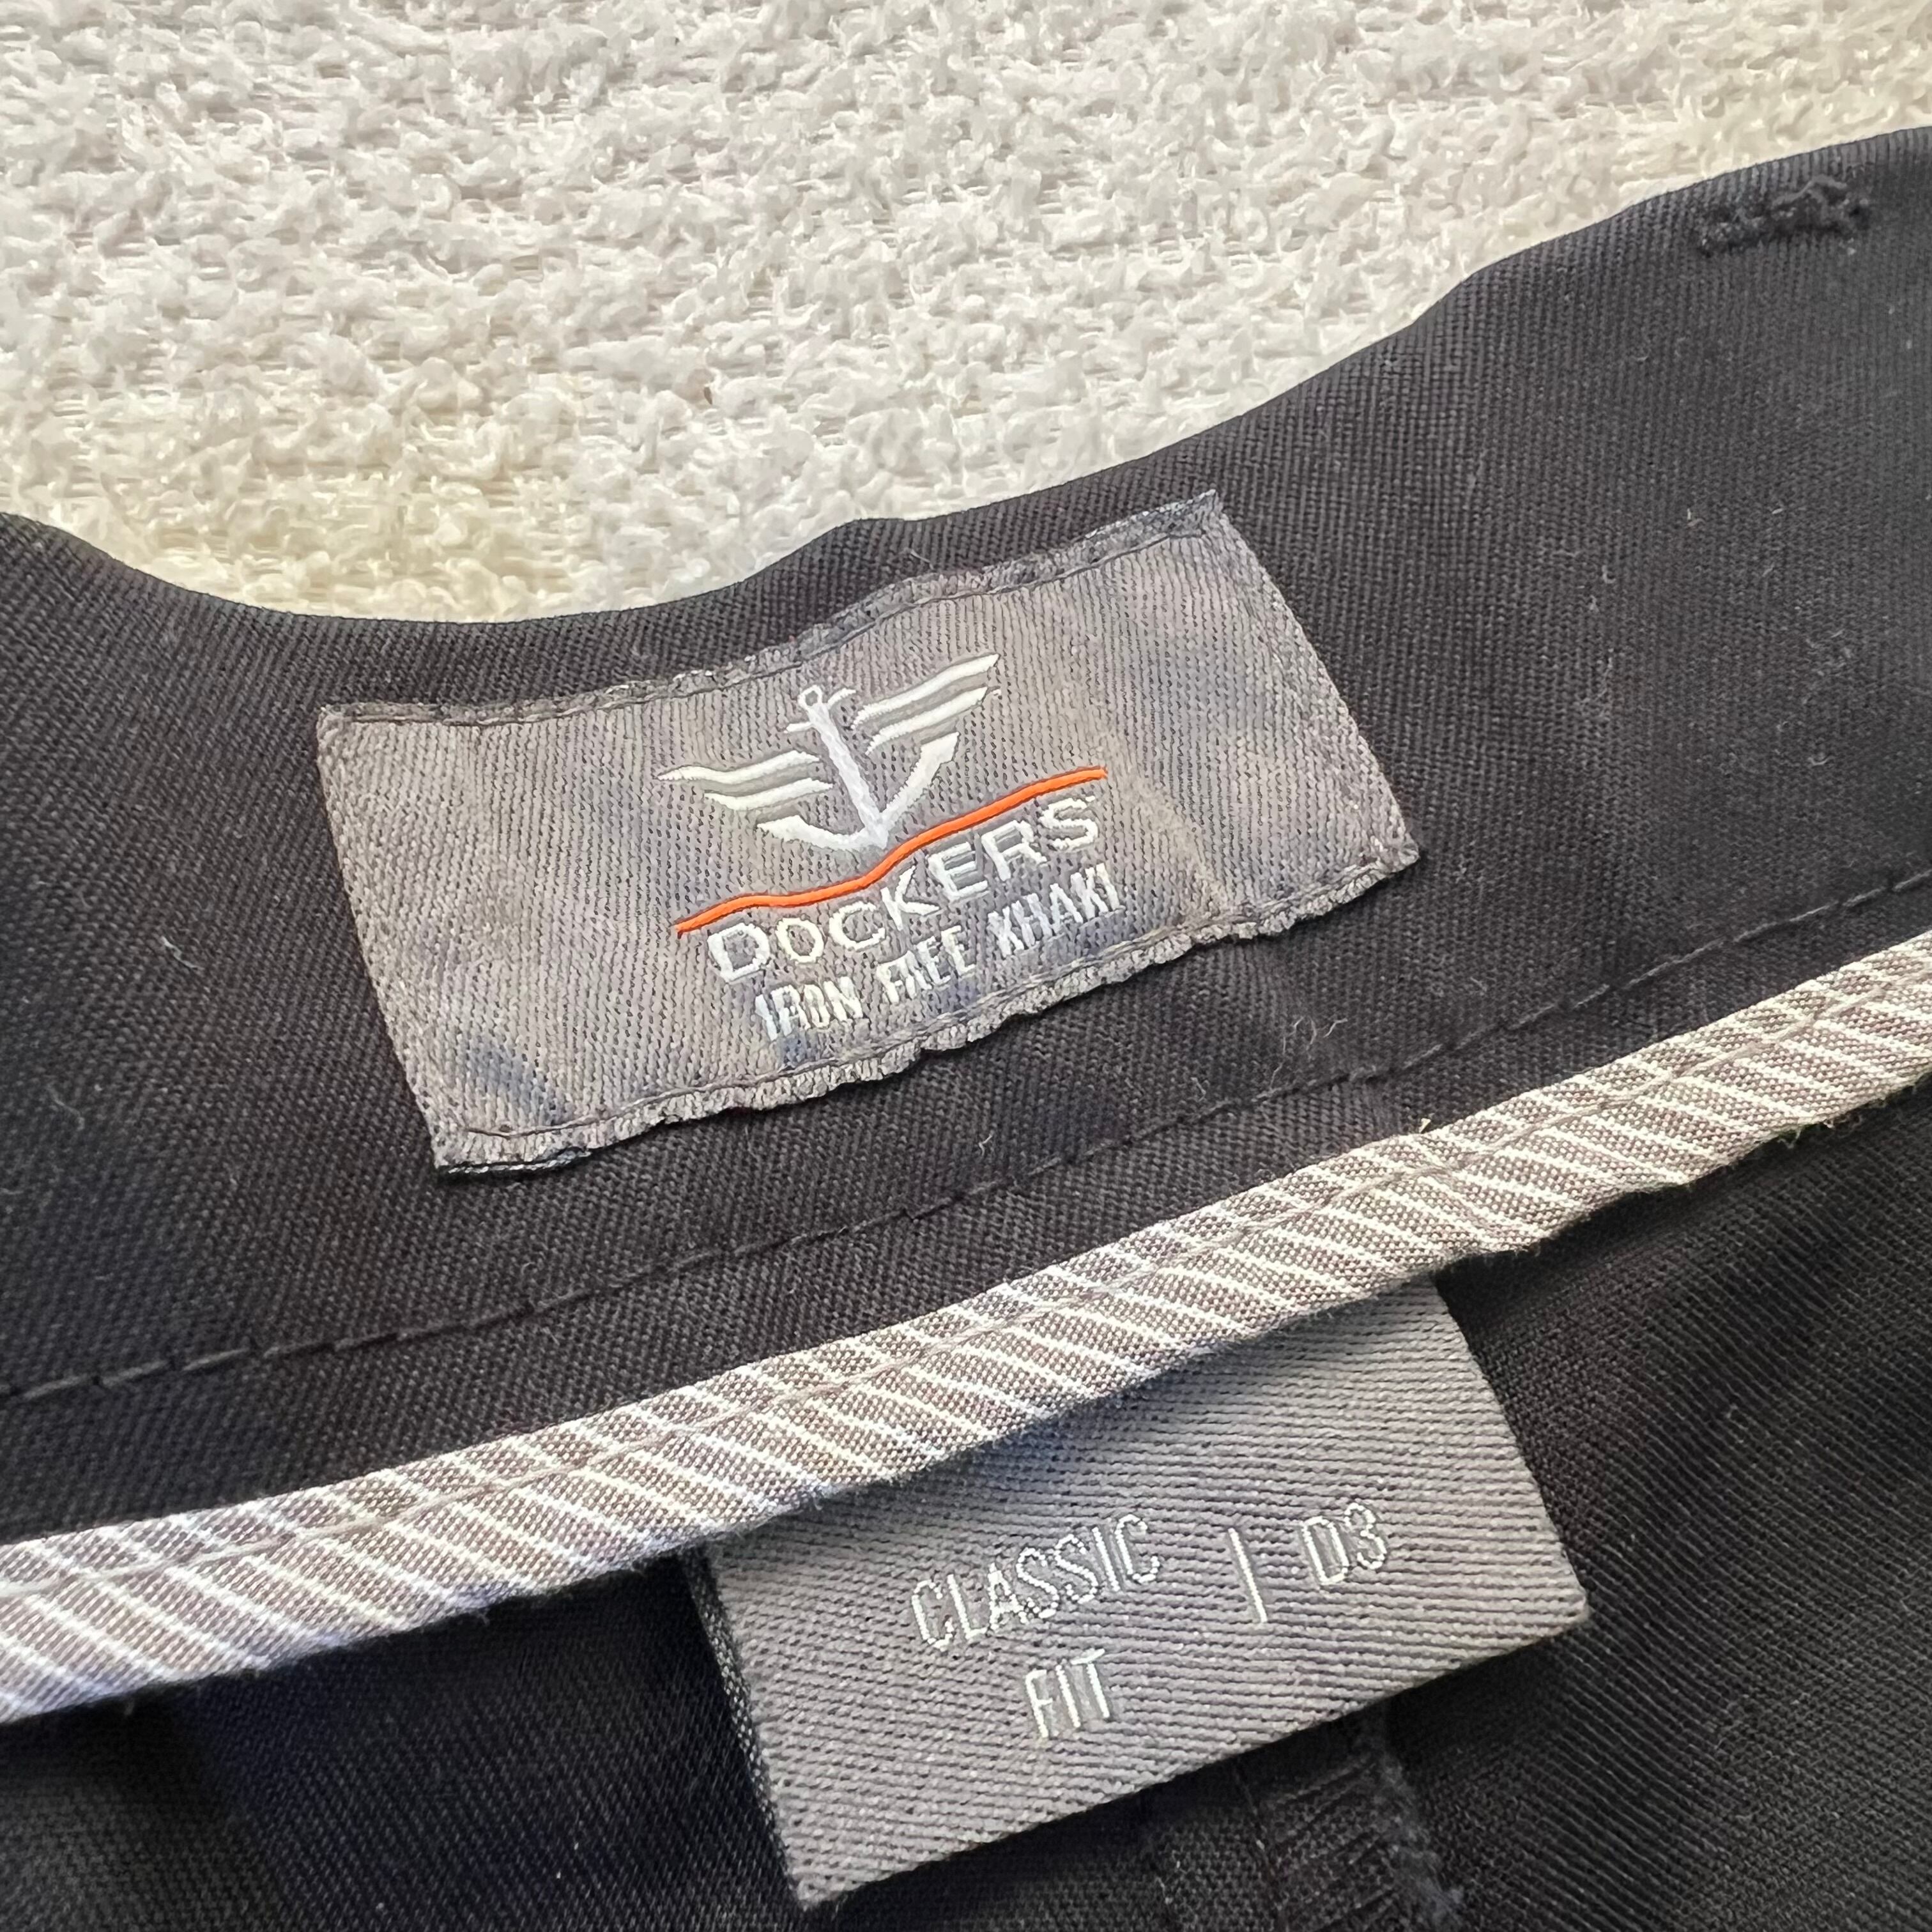 DOCKERS
IRON FREE KHAKI
CLASSIC | D3
FIT